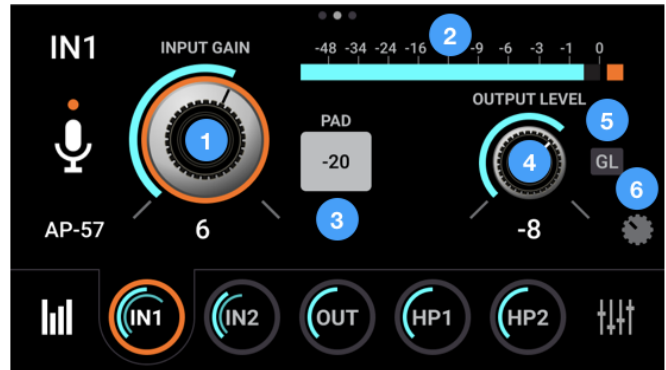 IN1
INPUT GAIN
-48 -34 -24 -16 -9 -6 -3 -1 0
2
OUTPUT LEVEL
PAD
5
-20
1
4
GL
6
3
AP-57
6
-8
IN1
IN2
OUT
HP1
HP2